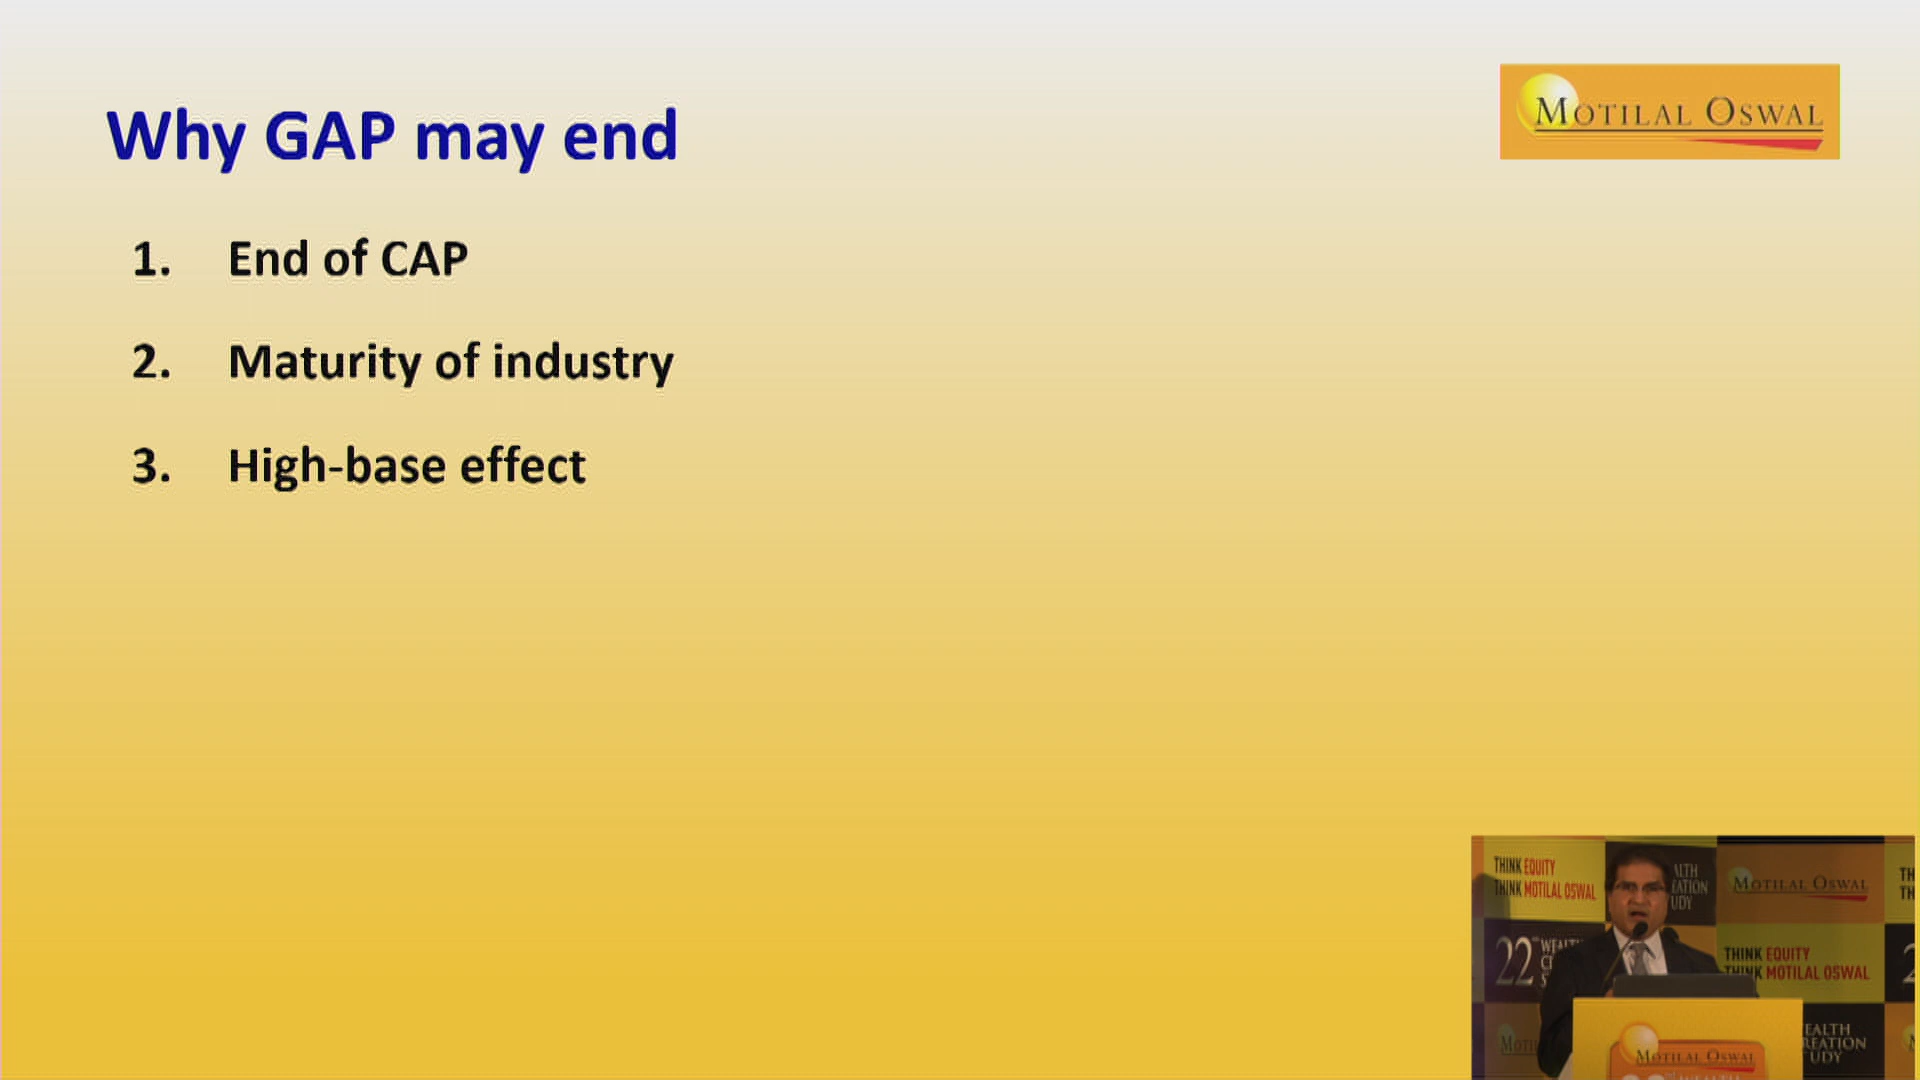 Why GAP may end
MOTILAL OSWAL
1. End of CAP
2. Maturity of industry
3. High-base effect
THINK EQUITY
THINK MOTILAL OSWAL
MOTILAL OSWAL
22
THINK EQUITY
THINK MOTILAL OSWAL
MOTILAL OSWAL